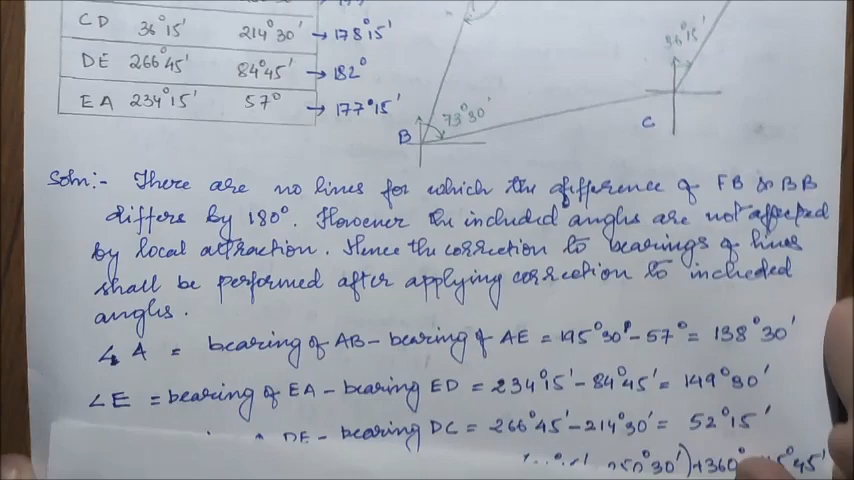 CD 36°15' 214°30' → 178°15'
DE 266°45' 84°45' → 182°
EA 234°15' 57° → 177°15'
B
73°30'
36°15'
C
Soln:- There are no lines for which the difference of FB & BB
differs by 180°. However the included angles are not affected
by local attraction. Hence the correction to bearings of lines
shall be performed after applying correction to included
angles.
∠A = bearing of AB - bearing of AE = 195°30' - 57° = 138°30'
∠E = bearing of EA - bearing ED = 234°15' - 84°45' = 149°30'
DE - bearing DC = 266°45' - 214°30' = 52°15'
30') + 360° 45'